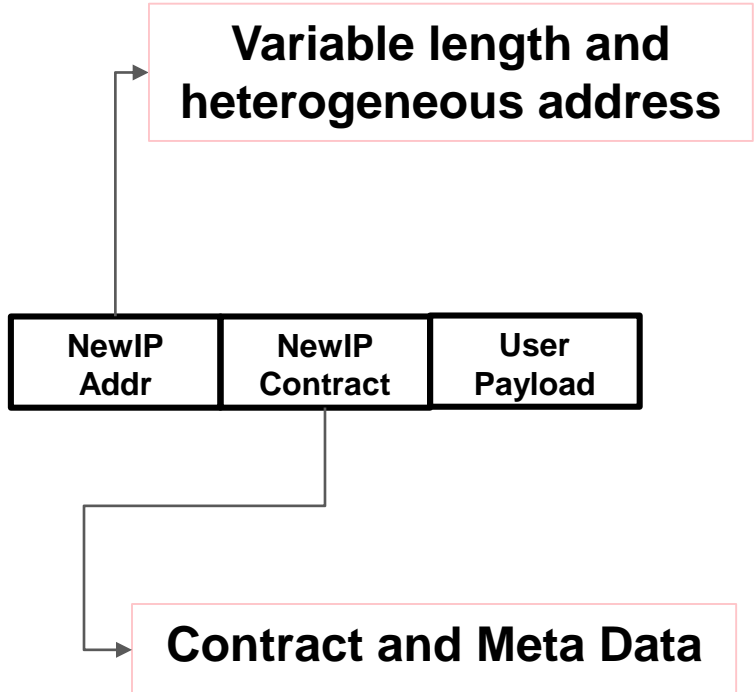 Variable length and
heterogeneous address
NewIP
Addr
NewIP
Contract
User
Payload
Contract and Meta Data